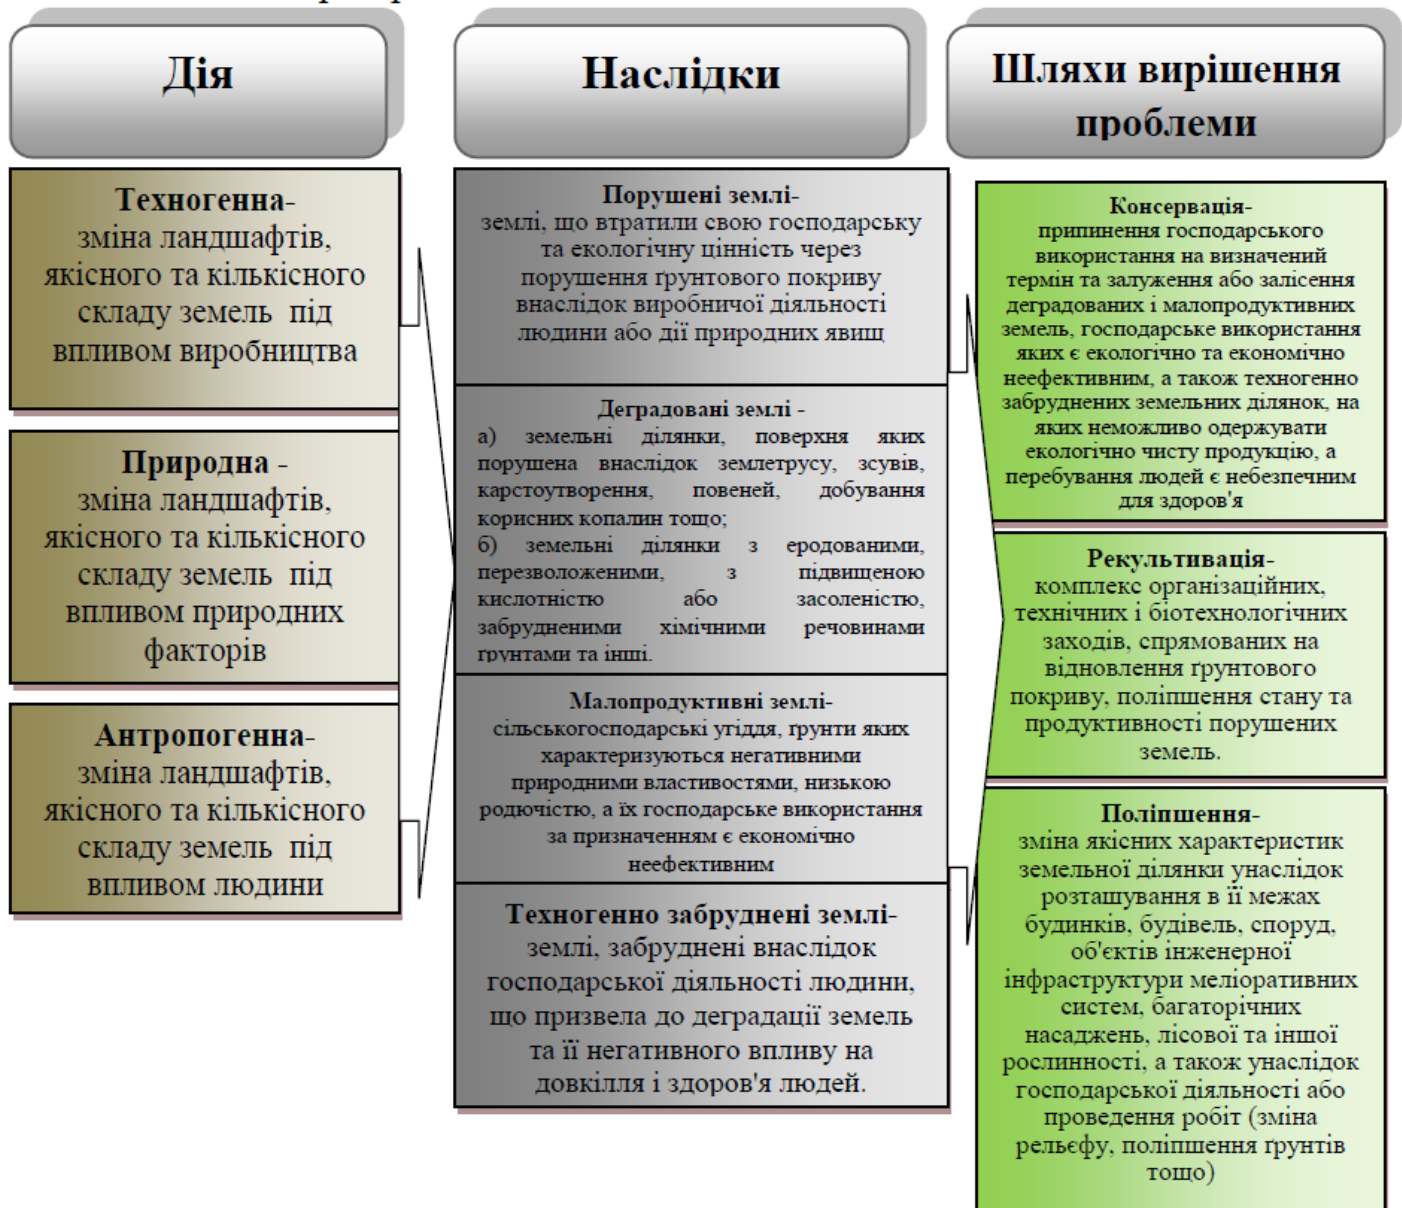 Дія
Наслідки
Шляхи вирішення
проблеми
Техногенна-
зміна ландшафтів,
якісного та кількісного
складу земель під
впливом виробництва
Природна -
зміна ландшафтів,
якісного та кількісного
складу земель під
впливом природних
факторів
Антропогенна-
зміна ландшафтів,
якісного та кількісного
складу земель під
впливом людини
Порушені землі-
землі, що втратили свою господарську
та екологічну цінність через
порушення ґрунтового покриву
внаслідок виробничої діяльності
людини або дії природних явищ
Деградовані землі -
а) земельні ділянки, поверхня яких
порушена внаслідок землетрусу, зсувів,
карстоутворення, повеней, добування
корисних копалин тощо;
б) земельні ділянки з еродованими,
перезволоженими, з підвищеною
кислотністю або засоленістю,
забрудненими хімічними речовинами
ґрунтами та інші.
Малопродуктивні землі-
сільськогосподарські угіддя, ґрунти яких
характеризуються негативними
природними властивостями, низькою
родючістю, а їх господарське використання
за призначенням є економічно
неефективним
Техногенно забруднені землі-
землі, забруднені внаслідок
господарської діяльності людини,
що призвела до деградації земель
та її негативного впливу на
довкілля і здоров'я людей.
Консервація-
припинення господарського
використання на визначений
термін та залуження або залісення
деградованих і малопродуктивних
земель, господарське використання
яких є екологічно та економічно
неефективним, а також техногенно
забруднених земельних ділянок, на
яких неможливо одержувати
екологічно чисту продукцію, а
перебування людей є небезпечним
для здоров'я
Рекультивація-
комплекс організаційних,
технічних і біотехнологічних
заходів, спрямованих на
відновлення ґрунтового
покриву, поліпшення стану та
продуктивності порушених
земель.
Поліпшення-
зміна якісних характеристик
земельної ділянки унаслідок
розташування в її межах
будинків, будівель, споруд,
об'єктів інженерної
інфраструктури меліоративних
систем, багаторічних
насаджень, лісової та іншої
рослинності, а також унаслідок
господарської діяльності або
проведення робіт (зміна
рельєфу, поліпшення ґрунтів
тощо)